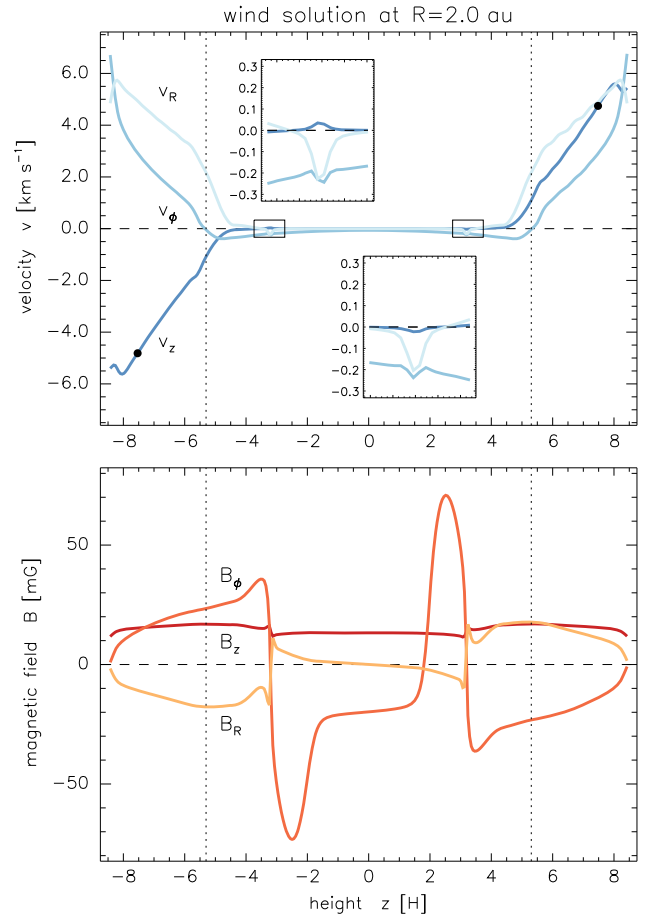 wind solution at R=2.0 au
velocity v [km s⁻¹]
6.0
4.0
2.0
0.0
−2.0
−4.0
−6.0
v_R
v_ϕ
v_z
0.3
0.2
0.1
0.0
−0.1
−0.2
−0.3
0.3
0.2
0.1
0.0
−0.1
−0.2
−0.3
−8 −6 −4 −2 0 2 4 6 8
magnetic field B [mG]
50
0
−50
B_ϕ
B_z
B_R
−8 −6 −4 −2 0 2 4 6 8
height z [H]